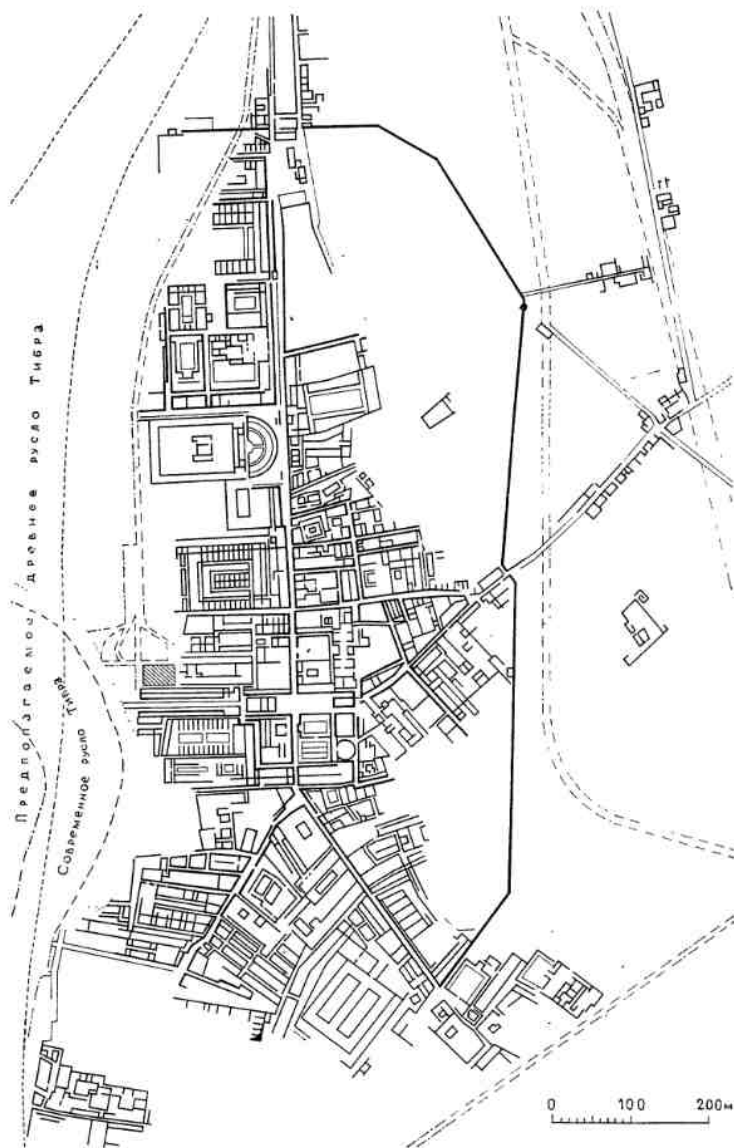 Предполагаемое древнее русло Тибра
Современное русло Тибра
0 100 200м